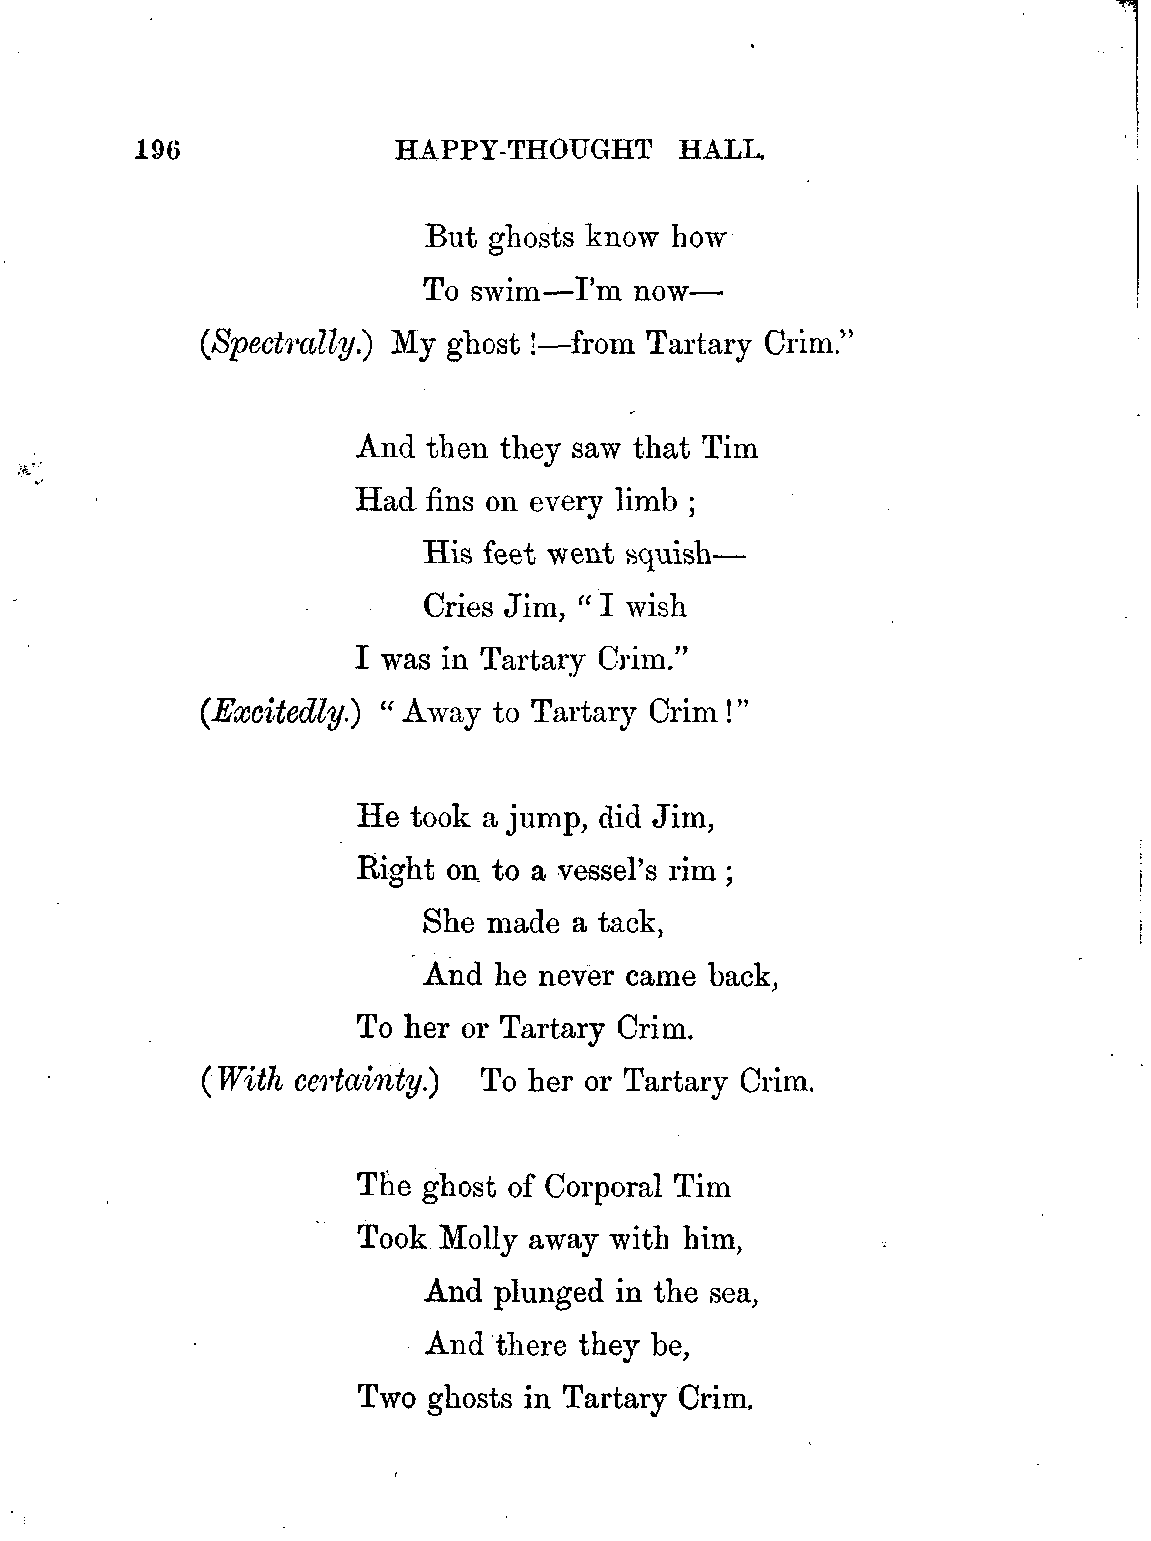 196 HAPPY-THOUGHT HALL.
But ghosts know how
To swim—I'm now—
(Spectrally.) My ghost!—from Tartary Crim."
And then they saw that Tim
Had fins on every limb;
His feet went squish—
Cries Jim, "I wish
I was in Tartary Crim."
(Excitedly.) "Away to Tartary Crim!"
He took a jump, did Jim,
Right on to a vessel's rim;
She made a tack,
And he never came back,
To her or Tartary Crim.
(With certainty.) To her or Tartary Crim.
The ghost of Corporal Tim
Took Molly away with him,
And plunged in the sea,
And there they be,
Two ghosts in Tartary Crim.